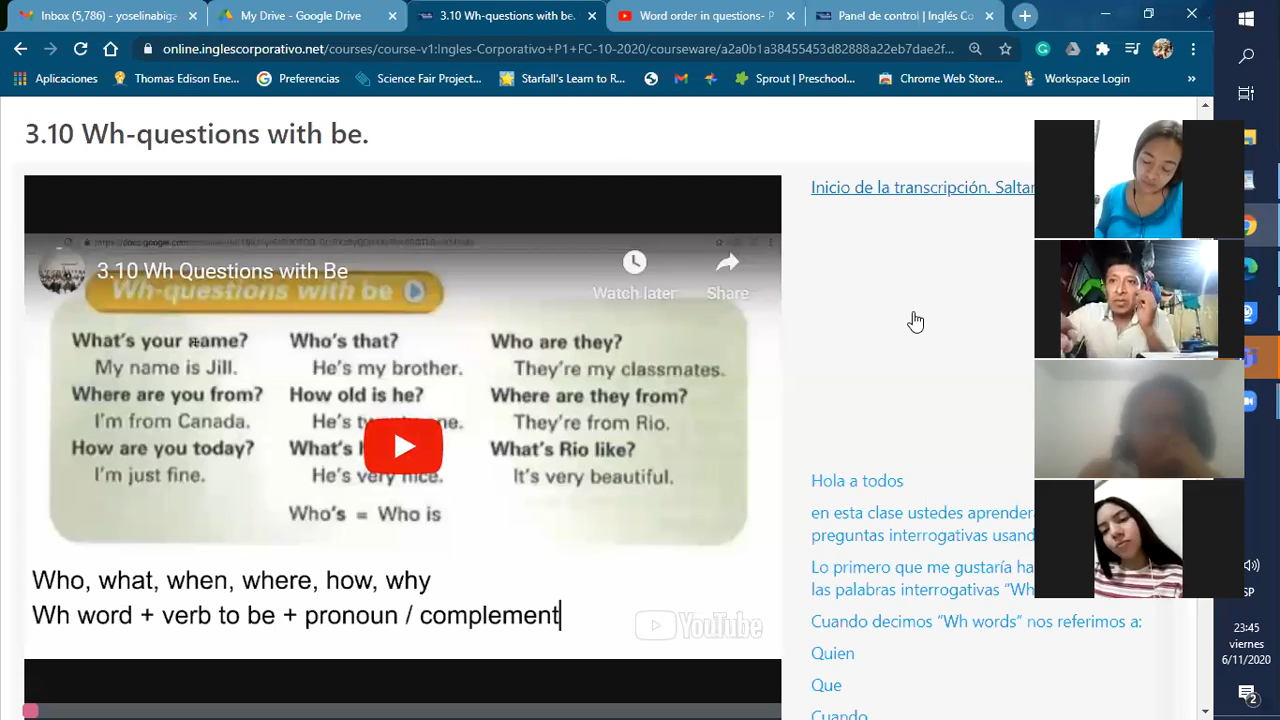 Inbox (5,786) - yoselinabiga
My Drive - Google Drive
3.10 Wh-questions with be.
Word order in questions- P
Panel de control | Inglés Co
online.inglescorporativo.net/courses/course-v1:Ingles-Corporativo+P1+FC-10-2020/courseware/a2a0b1a38455453d82888a22eb7dae2f...
Aplicaciones
Thomas Edison Ene...
Preferencias
Science Fair Project...
Starfall's Learn to R...
Sprout | Preschool...
Chrome Web Store...
Workspace Login
»
3.10 Wh-questions with be.
3.10 Wh Questions with Be
Watch later
Share
Wh-questions with be
What's your name?
My name is Jill.
Where are you from?
I'm from Canada.
How are you today?
I'm just fine.
Who's that?
He's my brother.
How old is he?
He's
What's
He's very nice.
Who's = Who is
Who are they?
They're my classmates.
Where are they from?
They're from Rio.
What's Rio like?
It's very beautiful.
Who, what, when, where, how, why
Wh word + verb to be + pronoun / complement
YouTube
Inicio de la transcripción. Saltar
Hola a todos
en esta clase ustedes aprender
preguntas interrogativas usand
Lo primero que me gustaría ha
las palabras interrogativas "Wh
Cuando decimos "Wh words" nos referimos a:
Quien
Que
Cuando
SP
23:45
viernes
6/11/2020
2